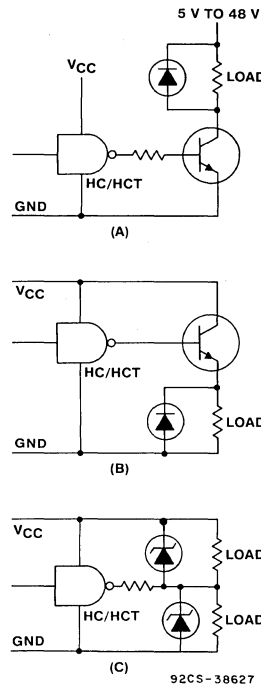 5 V TO 48 V
LOAD
VCC
HC/HCT
GND
(A)
VCC
HC/HCT
LOAD
GND
(B)
VCC
LOAD
HC/HCT
LOAD
GND
(C)
92CS-38627